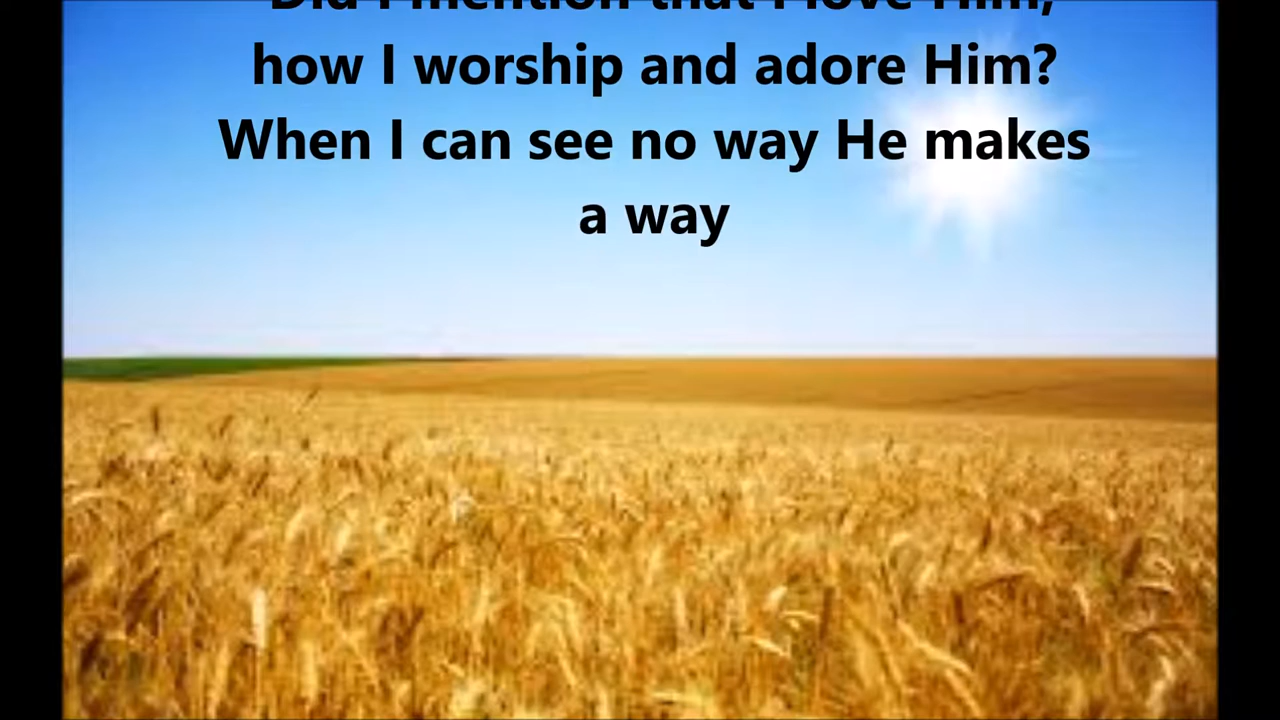 Did I mention that I love Him,
how I worship and adore Him?
When I can see no way He makes
a way